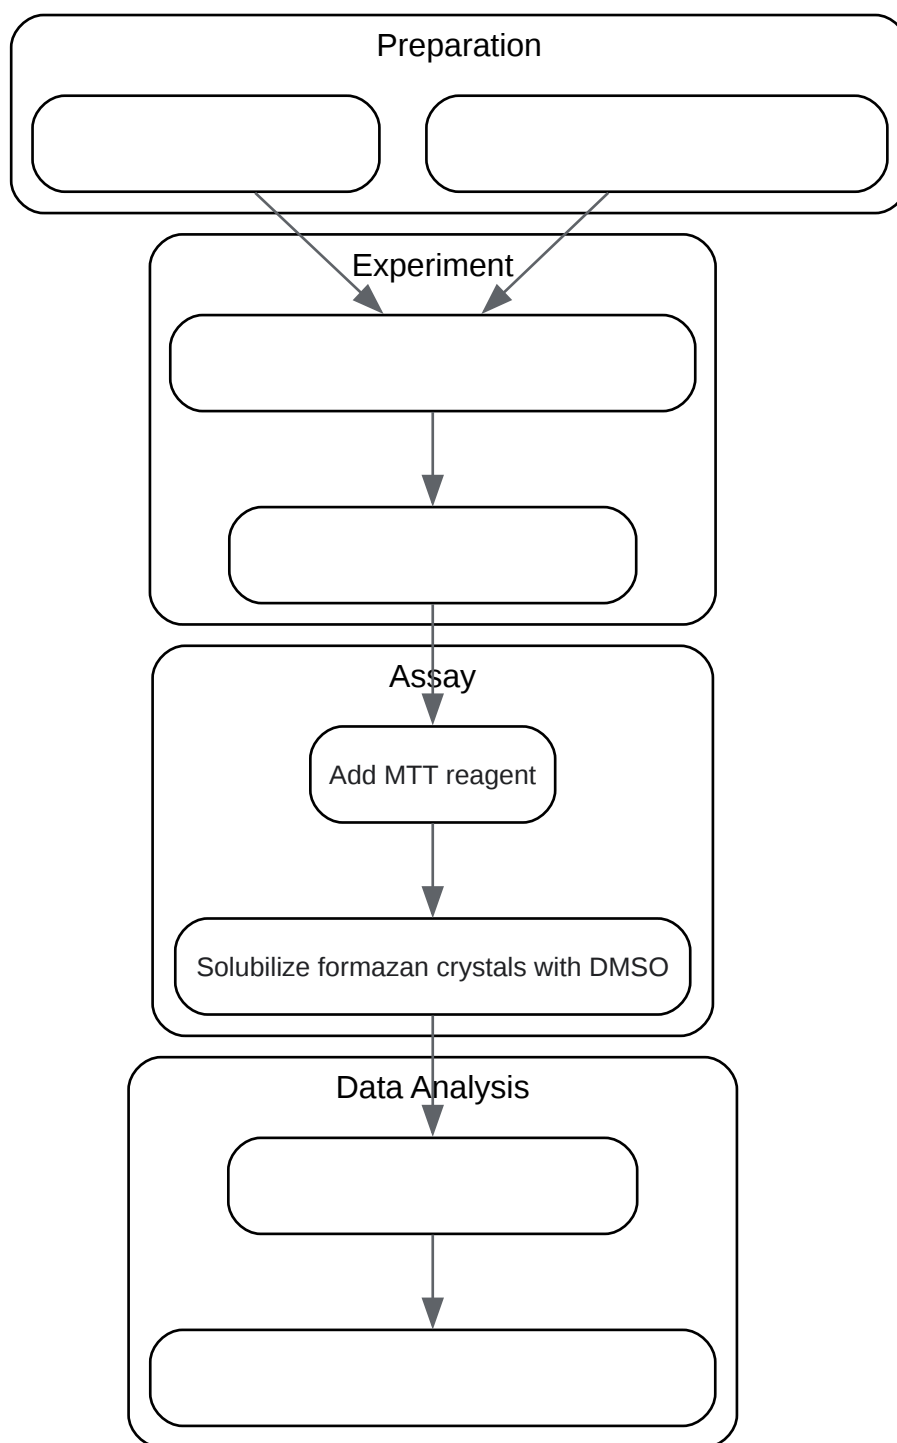 Preparation
Experiment
Assay
Add MTT reagent
Solubilize formazan crystals with DMSO
Data Analysis